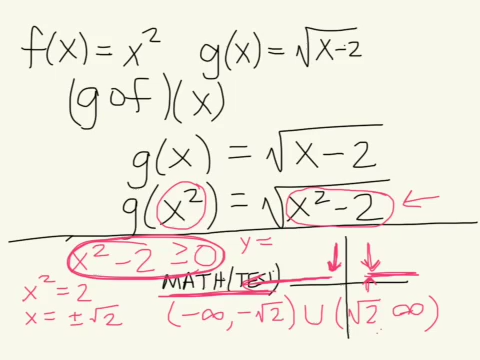 f(x) = x² g(x) = √x-2
(g o f)(x)
g(x) = √x-2
g(x²) = √x²-2
x²-2 ≥ 0 y =
x² = 2 MATH/TEST)
x = ±√2 (-∞, -√2) ∪ (√2 ∞)